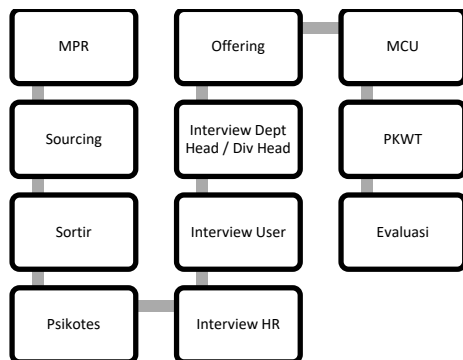 MPR
Sourcing
Sortir
Psikotes
Interview HR
Interview User
Interview Dept
Head / Div Head
Offering
MCU
PKWT
Evaluasi